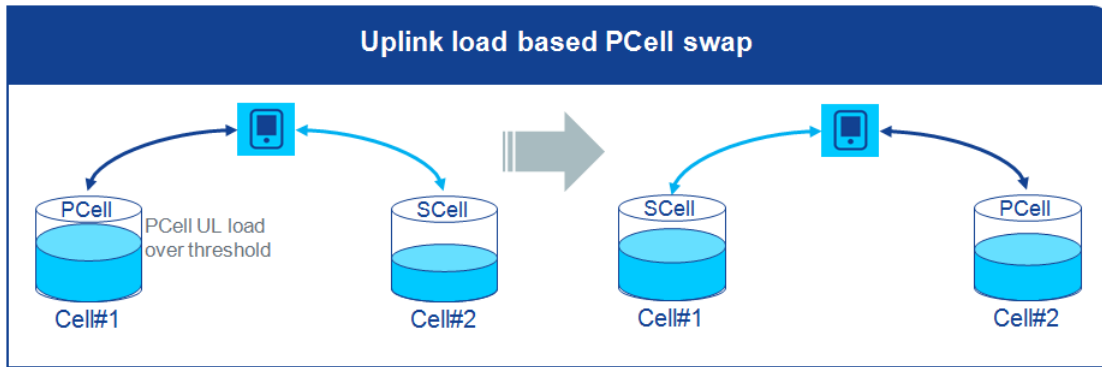 Uplink load based PCell swap
PCell
PCell UL load
over threshold
Cell#1
SCell
Cell#2
SCell
Cell#1
PCell
Cell#2